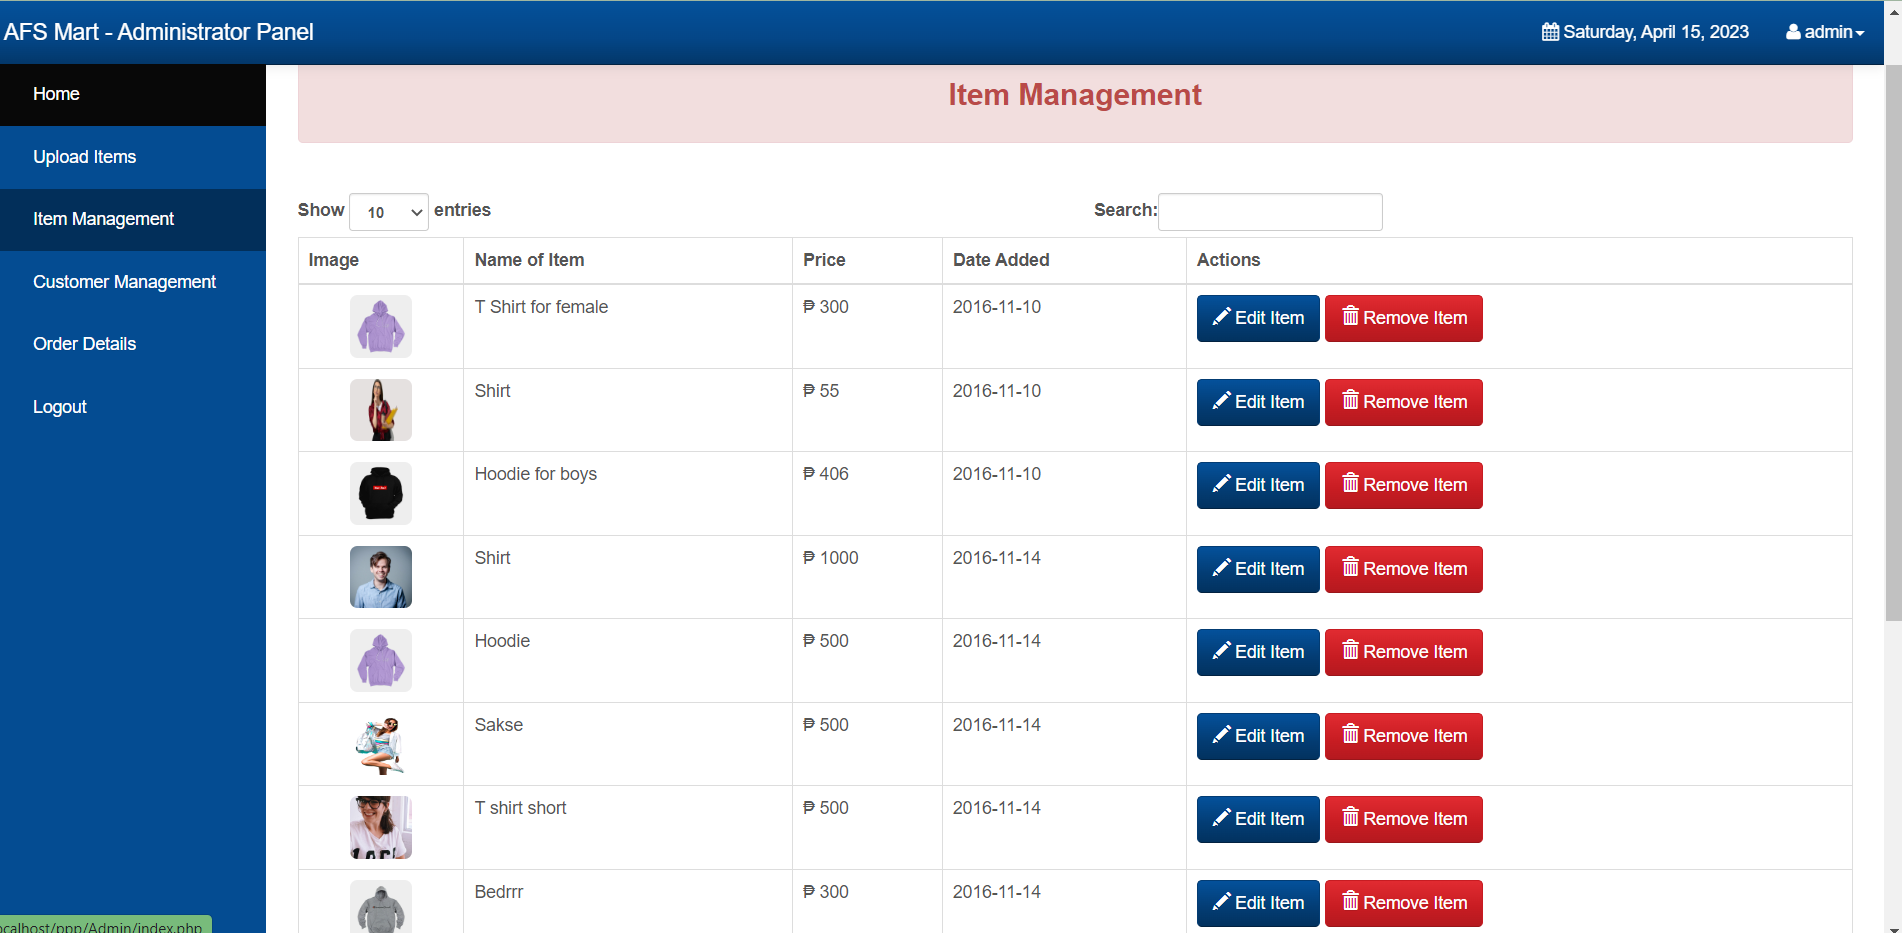 AFS Mart - Administrator Panel
Saturday, April 15, 2023 admin
Home
Upload Items
Item Management
Customer Management
Order Details
Logout
Item Management
Show 10 entries Search:
Image Name of Item Price Date Added Actions
T Shirt for female ₱ 300 2016-11-10 Edit Item Remove Item
Shirt ₱ 55 2016-11-10 Edit Item Remove Item
Hoodie for boys ₱ 406 2016-11-10 Edit Item Remove Item
Shirt ₱ 1000 2016-11-14 Edit Item Remove Item
Hoodie ₱ 500 2016-11-14 Edit Item Remove Item
Sakse ₱ 500 2016-11-14 Edit Item Remove Item
T shirt short ₱ 500 2016-11-14 Edit Item Remove Item
Bedrrr ₱ 300 2016-11-14 Edit Item Remove Item
ocalhost/ppp/Admin/index.php